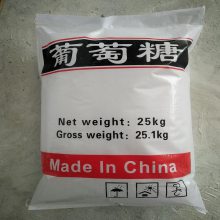 葡萄糖
Net weight: 25kg
Gross weight: 25.1kg
Made In China